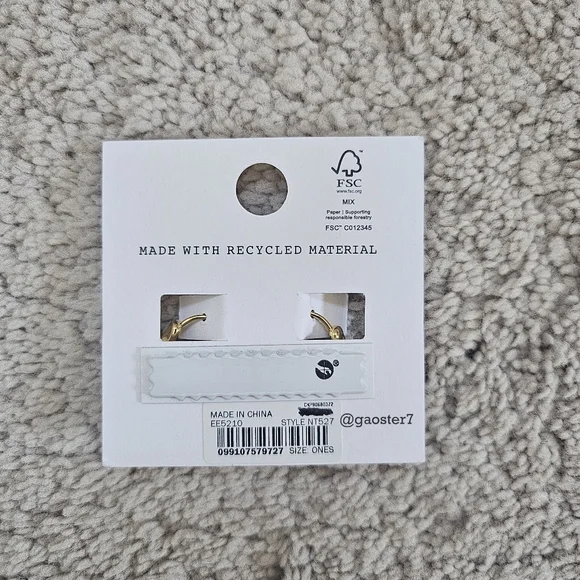 FSC
www.fsc.org
MIX
Paper | Supporting
responsible forestry
FSC™ C012345
MADE WITH RECYCLED MATERIAL
MADE IN CHINA
EE5210 STYLE NT527
@gaoster7
099107579727 SIZE: ONES